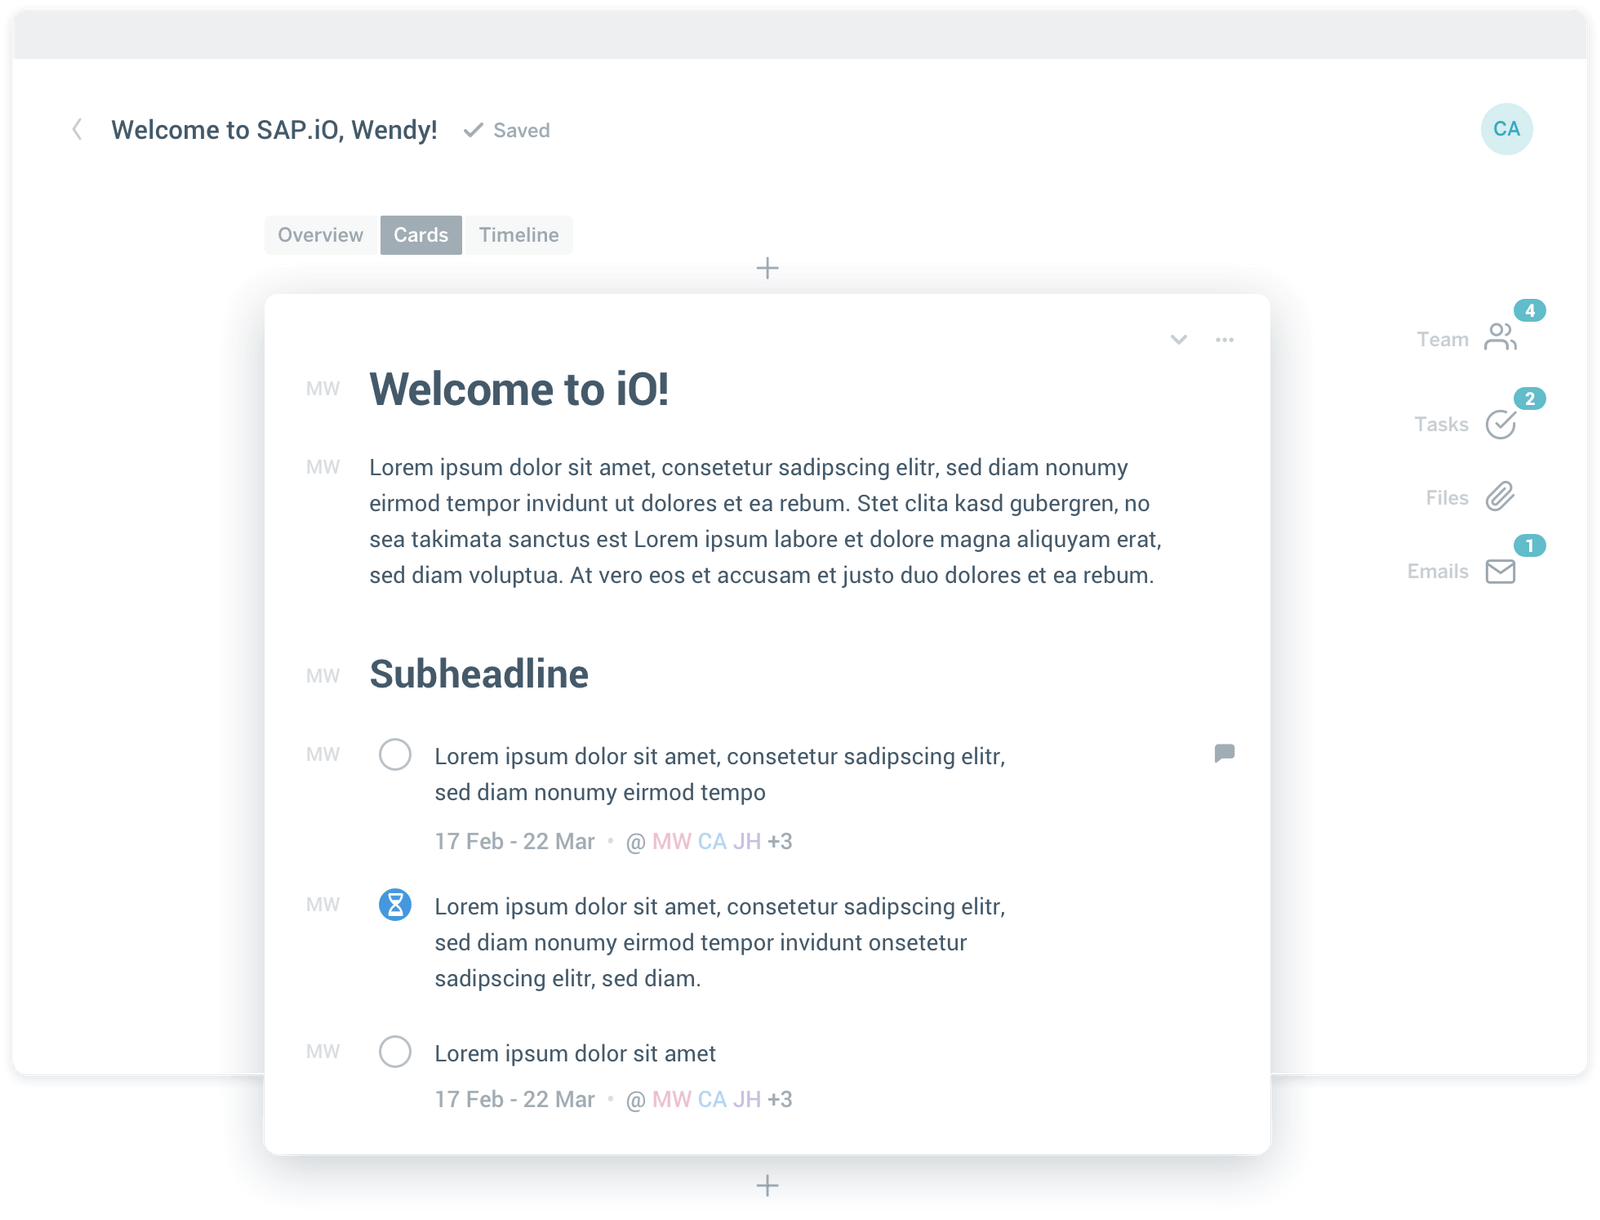 Welcome to SAP.iO, Wendy!
Saved
CA
Overview
Cards
Timeline
4
Team
2
Tasks
Files
1
Emails
MW
Welcome to iO!
MW
Lorem ipsum dolor sit amet, consetetur sadipscing elitr, sed diam nonumy
eirmod tempor invidunt ut dolores et ea rebum. Stet clita kasd gubergren, no
sea takimata sanctus est Lorem ipsum labore et dolore magna aliquyam erat,
sed diam voluptua. At vero eos et accusam et justo duo dolores et ea rebum.
MW
Subheadline
MW
Lorem ipsum dolor sit amet, consetetur sadipscing elitr,
sed diam nonumy eirmod tempo
17 Feb - 22 Mar • @ MW CA JH +3
MW
Lorem ipsum dolor sit amet, consetetur sadipscing elitr,
sed diam nonumy eirmod tempor invidunt onsetetur
sadipscing elitr, sed diam.
MW
Lorem ipsum dolor sit amet
17 Feb - 22 Mar • @ MW CA JH +3